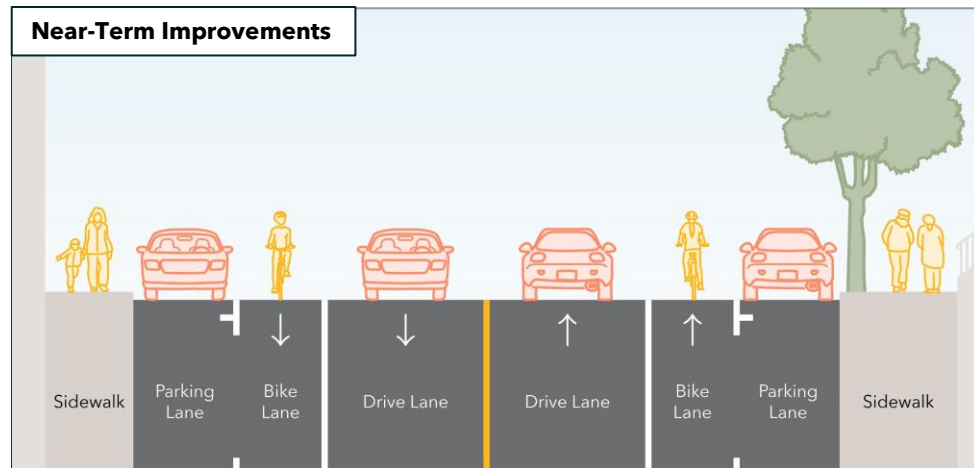 Near-Term Improvements
Sidewalk
Parking
Lane
Bike
Lane
Drive Lane
Drive Lane
Bike
Lane
Parking
Lane
Sidewalk